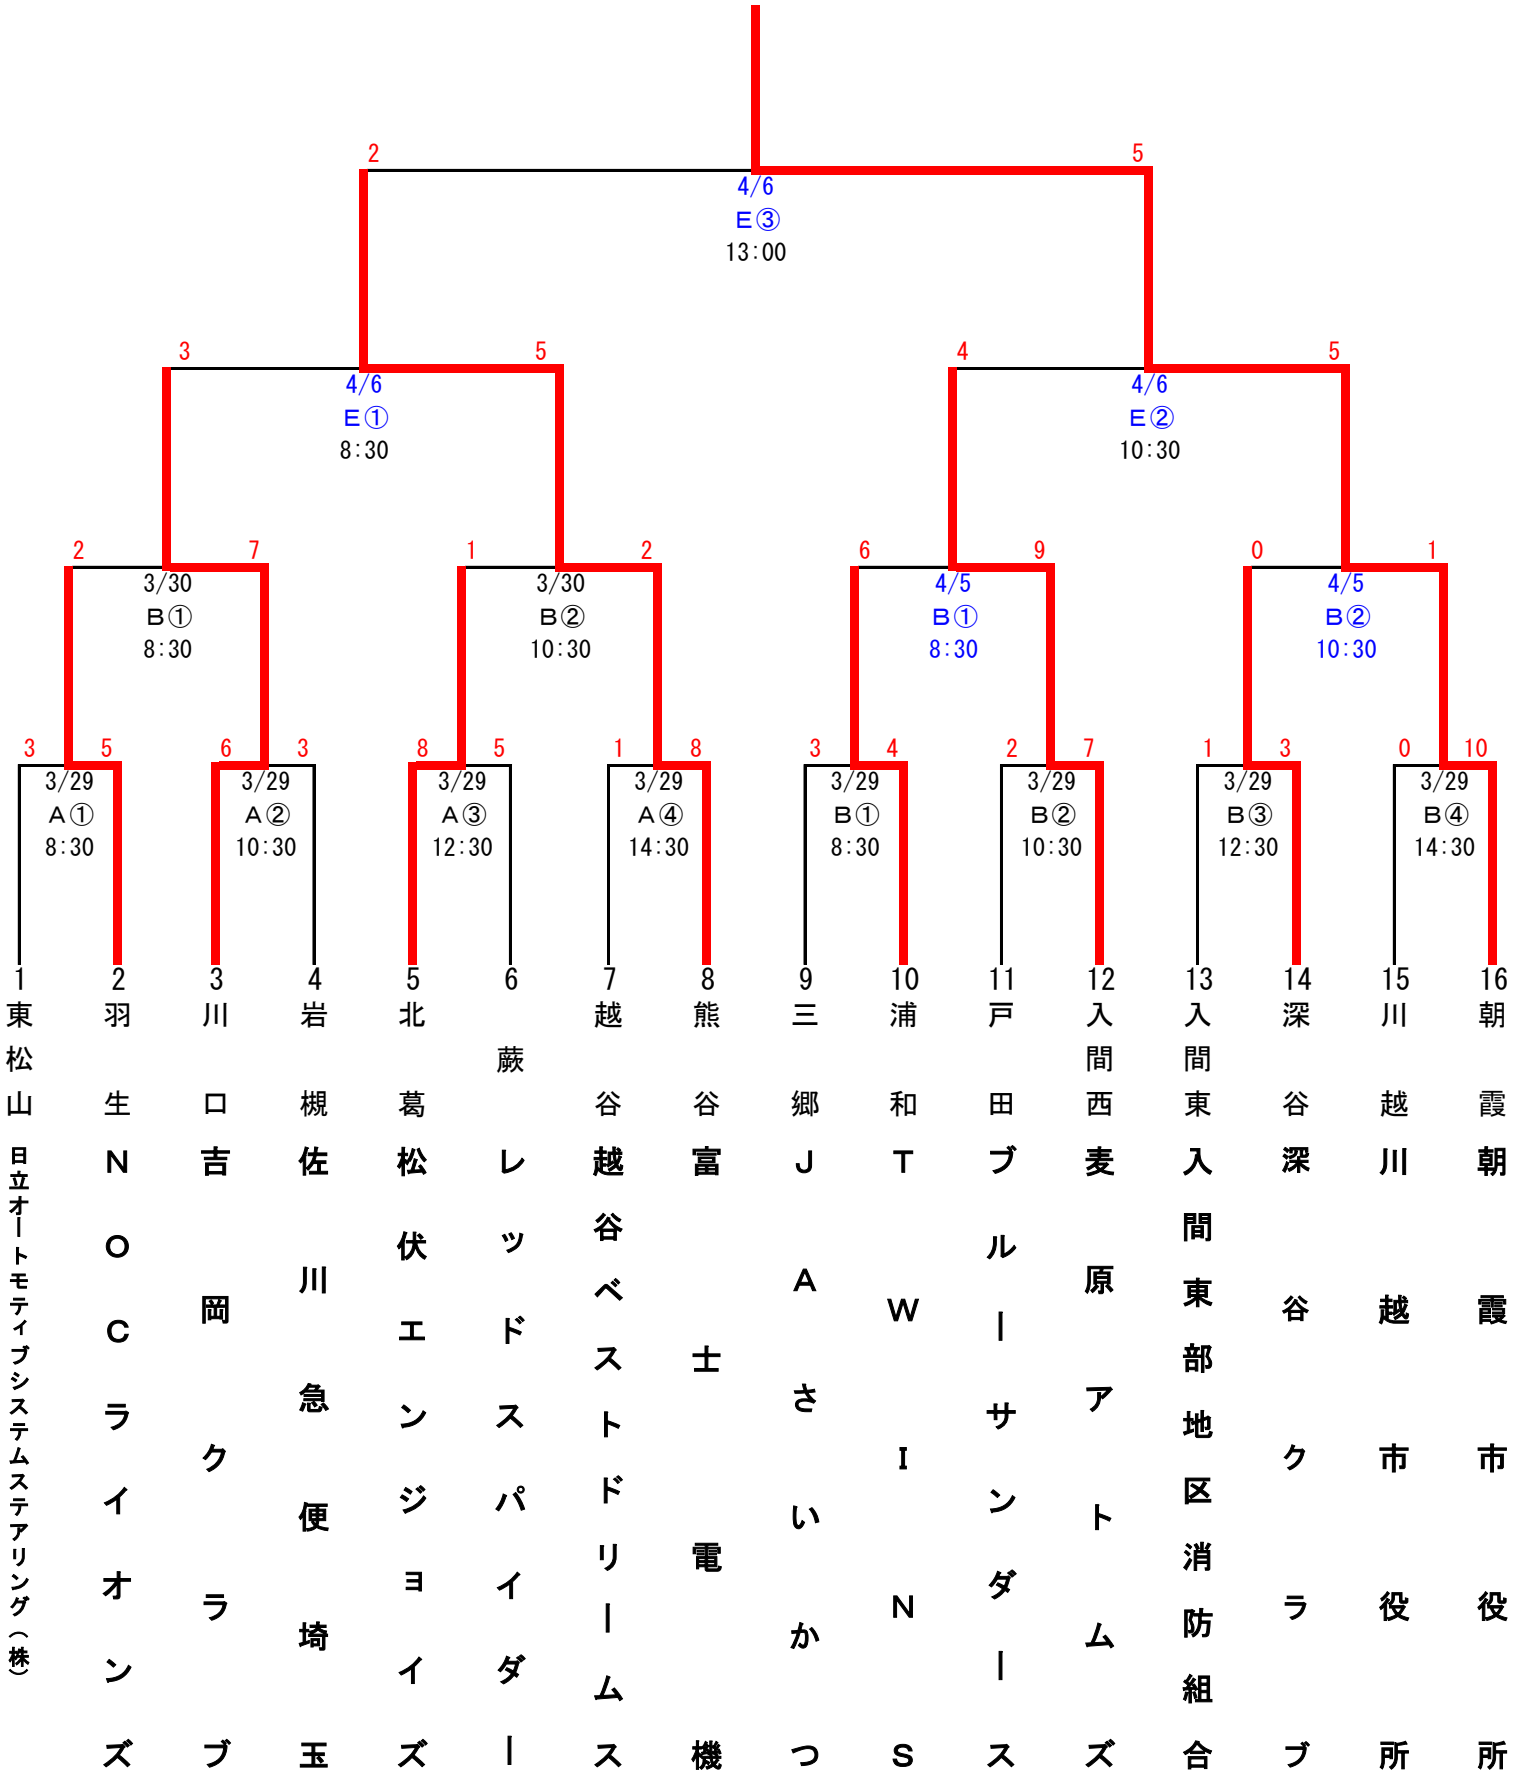 2 5
4/6
E③
13:00
3 5 4 5
4/6 4/6
E① E②
8:30 10:30
2 7 1 2 6 9 0 1
3/30 3/30 4/5 4/5
B① B② B① B②
8:30 10:30 8:30 10:30
3 5 6 3 8 5 1 8 3 4 2 7 1 3 0 10
3/29 3/29 3/29 3/29 3/29 3/29 3/29 3/29
A① A② A③ A④ B① B② B③ B④
8:30 10:30 12:30 14:30 8:30 10:30 12:30 14:30
1 2 3 4 5 6 7 8 9 10 11 12 13 14 15 16
東松山
羽生
川口
岩槻
北葛
蕨
越谷
熊谷
三郷
浦和
戸田
入間西
入間東
深谷
川越
朝霞
日立オートモティブシステムステアリング(株)
NOCライオンズ
吉岡クラブ
佐川急便埼玉
松伏エンジョイズ
レッドスパイダー
越谷ベストドリームス
富士電機
JAさいかつ
TWINS
ブルーサンダース
麦原アトムズ
入間東部地区消防組合
深谷クラブ
川越市役所
朝霞市役所